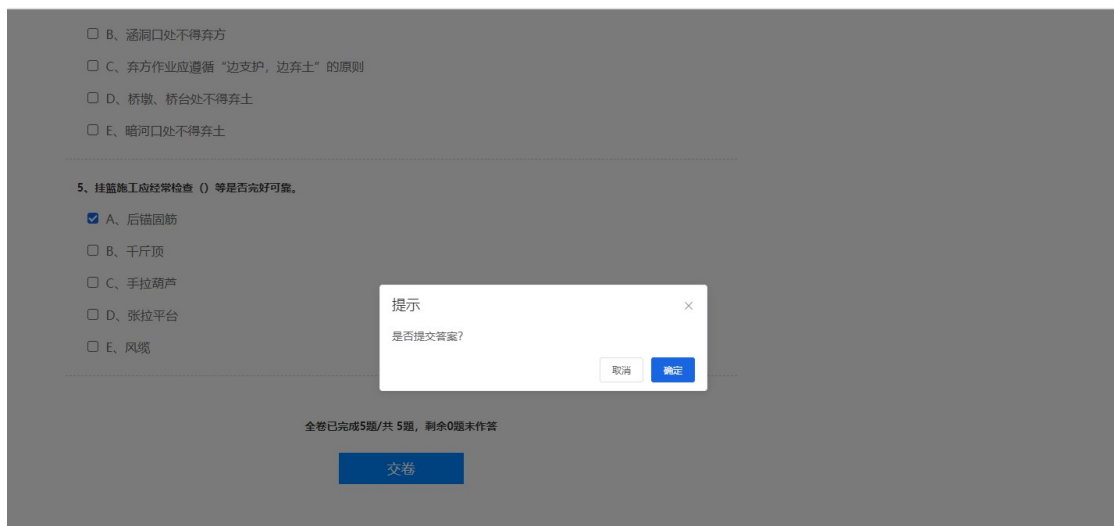 B、涵洞口处不得弃方
C、弃方作业应遵循“边支护，边弃土”的原则
D、桥墩、桥台处不得弃土
E、暗河口处不得弃土
5、挂篮施工应经常检查（）等是否完好可靠。
A、后锚固筋
B、千斤顶
C、手拉葫芦
D、张拉平台
E、风缆
提示
是否提交答案？
取消 确定
全卷已完成5题/共 5题，剩余0题未作答
交卷